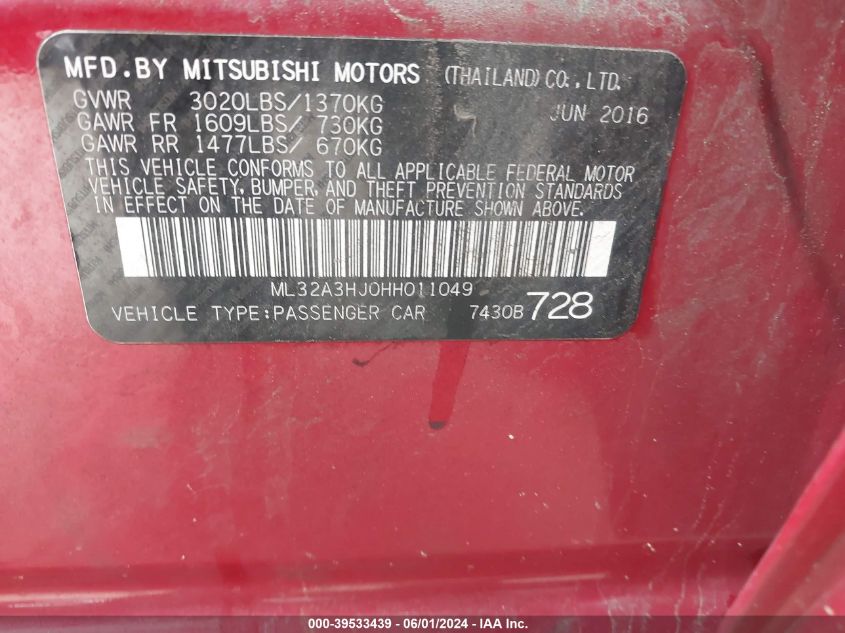 MFD.BY MITSUBISHI MOTORS (THAILAND) CO., LTD.
GVWR 3020LBS/1370KG JUN 2016
GAWR FR 1609LBS/ 730KG
GAWR RR 1477LBS/ 670KG
THIS VEHICLE CONFORMS TO ALL APPLICABLE FEDERAL MOTOR
VEHICLE SAFETY, BUMPER, AND THEFT PREVENTION STANDARDS
IN EFFECT ON THE DATE OF MANUFACTURE SHOWN ABOVE.
ML32A3HJ0HH011049
VEHICLE TYPE:PASSENGER CAR 7430B 728
000-39533439 - 06/01/2024 - IAA Inc.